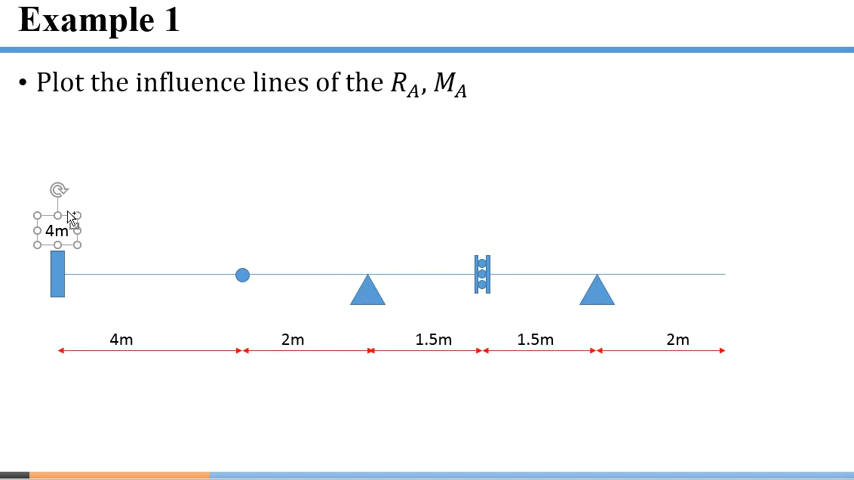 Example 1
• Plot the influence lines of the R_A, M_A
4m
4m 2m 1.5m 1.5m 2m